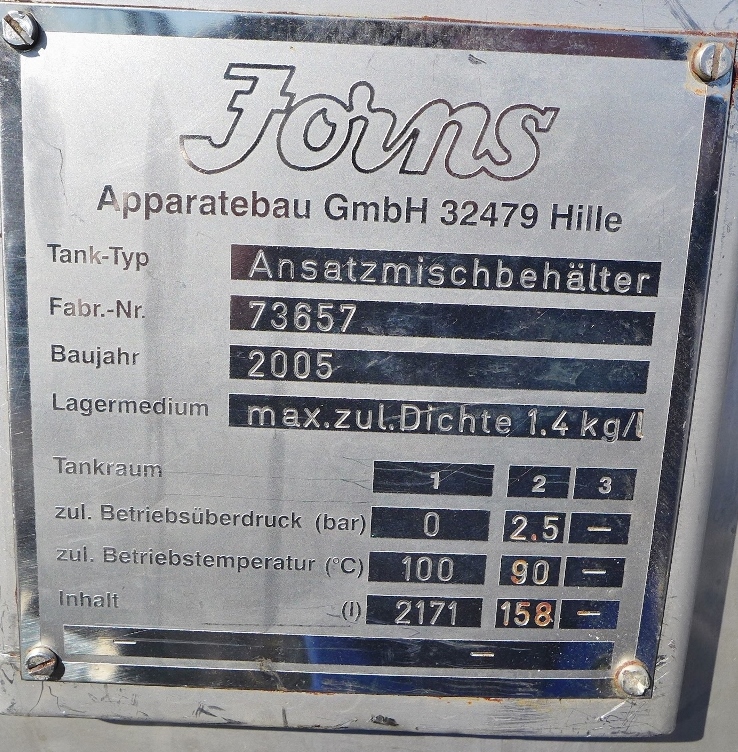 Jorns
Apparatebau GmbH 32479 Hille
Tank-Typ Ansatzmischbehälter
Fabr.-Nr. 73657
Baujahr 2005
Lagermedium max.zul.Dichte 1.4 kg/l
Tankraum 1 2 3
zul. Betriebsüberdruck (bar) 0 2.5 –
zul. Betriebstemperatur (°C) 100 90 –
Inhalt (l) 2171 158 –
– –